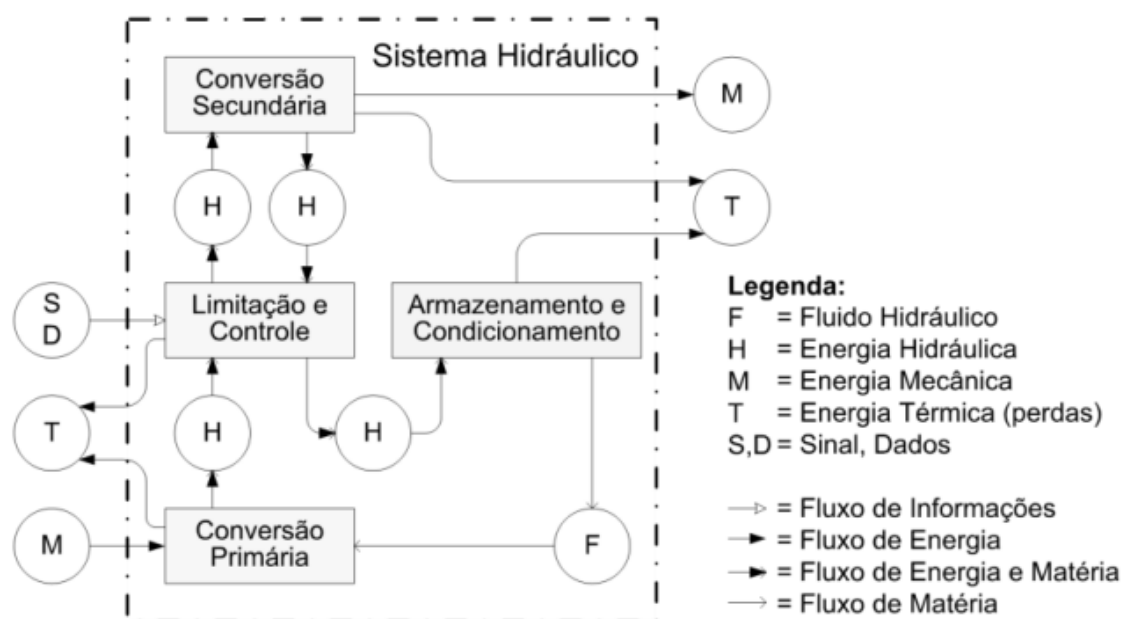 Sistema Hidráulico
Conversão
Secundária
M
H
H
T
S
D
Limitação e
Controle
Armazenamento e
Condicionamento
T
H
H
M
Conversão
Primária
F
Legenda:
F = Fluido Hidráulico
H = Energia Hidráulica
M = Energia Mecânica
T = Energia Térmica (perdas)
S,D = Sinal, Dados
= Fluxo de Informações
= Fluxo de Energia
= Fluxo de Energia e Matéria
= Fluxo de Matéria